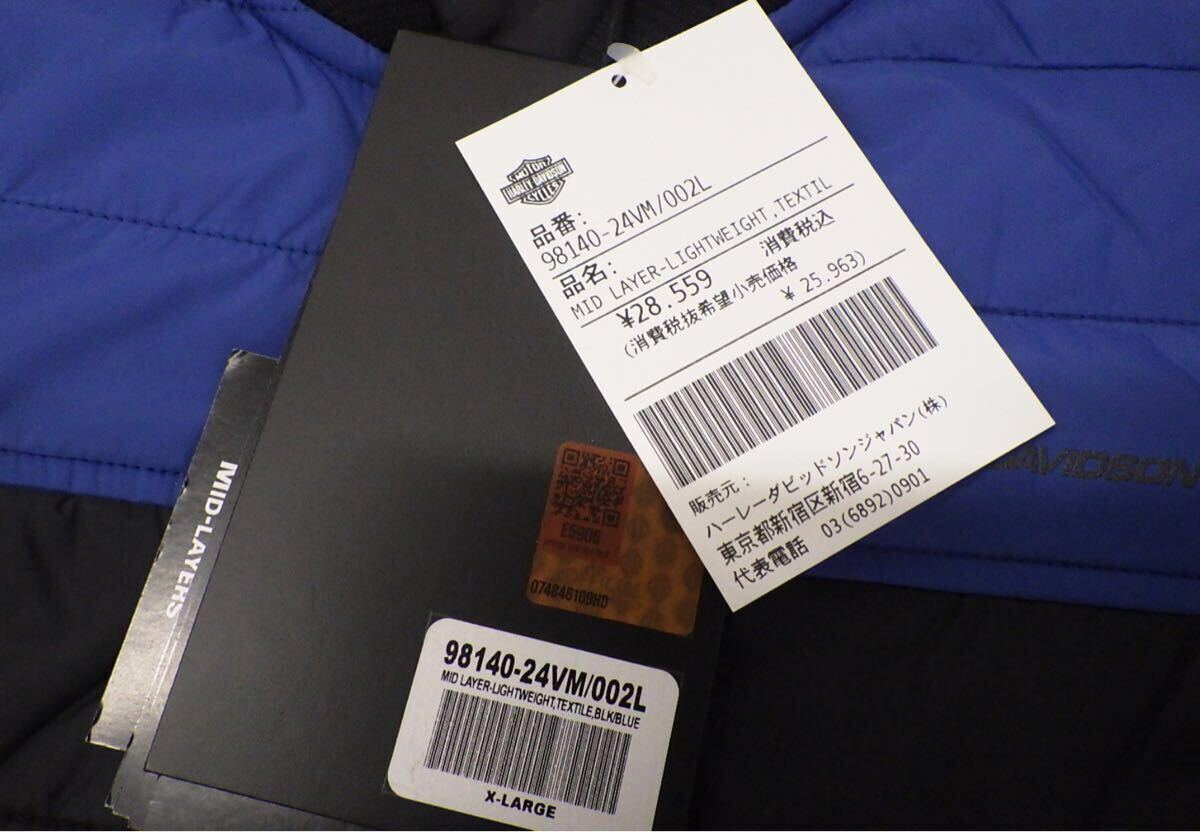 MOTOR
HARLEY-DAVIDSON
CYCLES
品番:
98140-24VM/002L
品名:
MID LAYER-LIGHTWEIGHT,TEXTIL
¥28.559 消費税込
(消費税抜希望小売価格
¥ 25.963)
販売元:
ハーレーダビッドソンジャパン(株)
東京都新宿区新宿6-27-30
代表電話 03(6892)0901
DAVIDSON
MID-LAYERS
E5906
07484610BHD
98140-24VM/002L
MID LAYER-LIGHTWEIGHT,TEXTILE,BLK/BLUE
X-LARGE